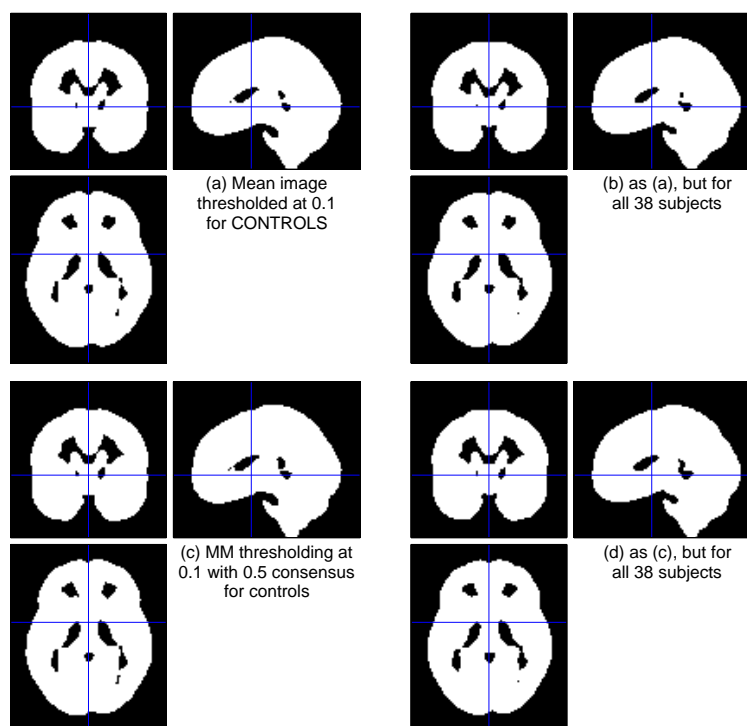 (a) Mean image
thresholded at 0.1
for CONTROLS
(b) as (a), but for
all 38 subjects
(c) MM thresholding at
0.1 with 0.5 consensus
for controls
(d) as (c), but for
all 38 subjects